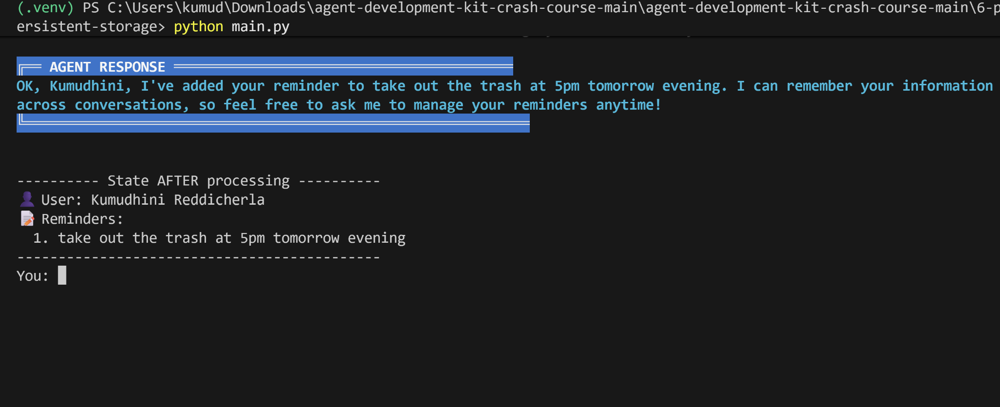 (.venv) PS C:\Users\kumud\Downloads\agent-development-kit-crash-course-main\agent-development-kit-crash-course-main\6-p
ersistent-storage> python main.py
╔══ AGENT RESPONSE ═════════════════════════════════════════
OK, Kumudhini, I've added your reminder to take out the trash at 5pm tomorrow evening. I can remember your information
across conversations, so feel free to ask me to manage your reminders anytime!
╚═════════════════════════════════════════════════════════════
---------- State AFTER processing ----------
👤 User: Kumudhini Reddicherla
📝 Reminders:
1. take out the trash at 5pm tomorrow evening
--------------------------------------------
You: